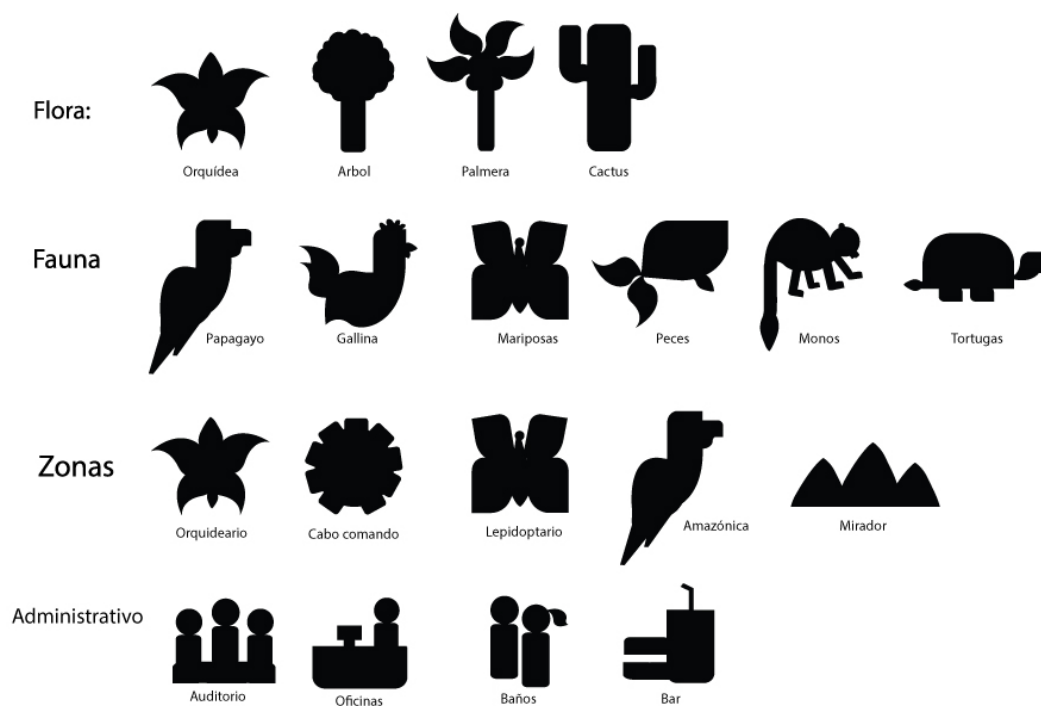 Flora:
Orquídea
Arbol
Palmera
Cactus
Fauna
Papagayo
Gallina
Mariposas
Peces
Monos
Tortugas
Zonas
Orquideario
Cabo comando
Lepidoptario
Amazónica
Mirador
Administrativo
Auditorio
Oficinas
Baños
Bar